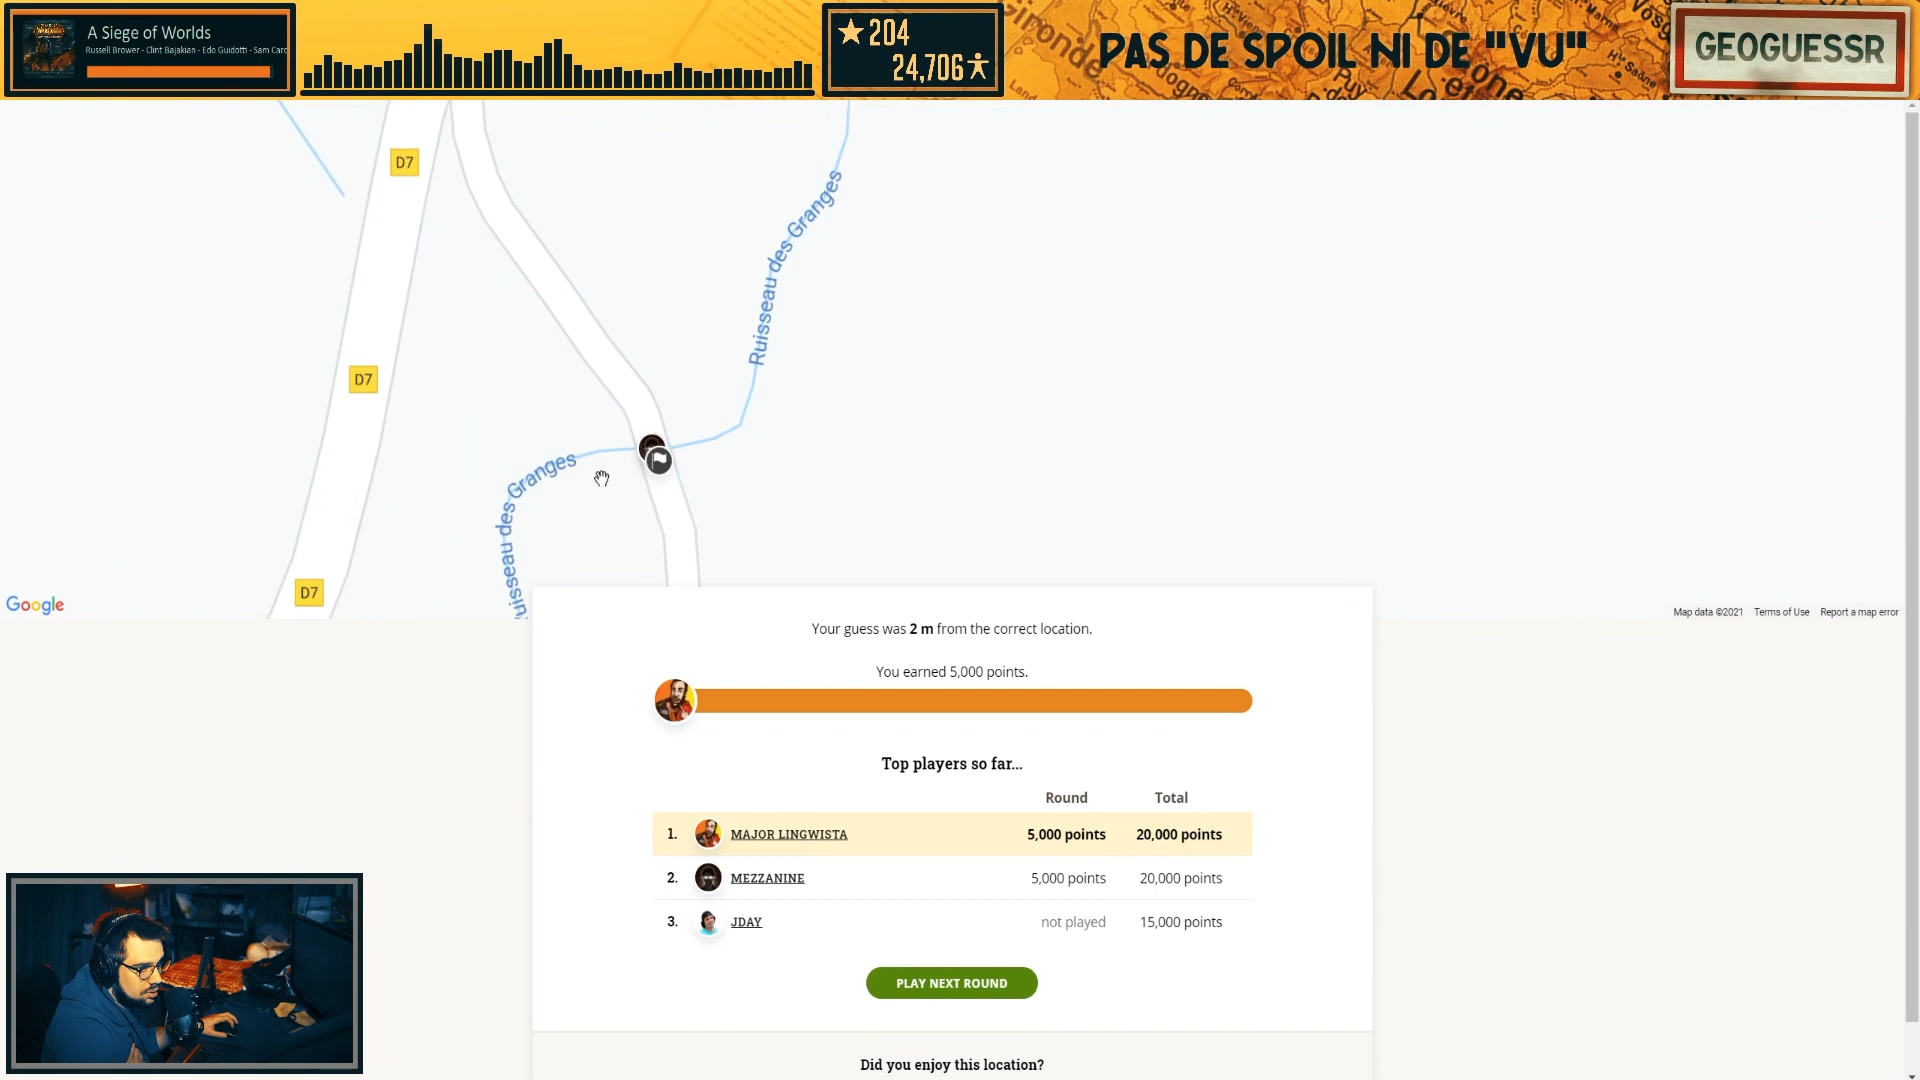 A Siege of Worlds
Russell Brower - Clint Bajakian - Edo Guidotti - Sam Card
204
24,706
PAS DE SPOIL NI DE "VU"
GEOGUESSR
D7
D7
D7
Ruisseau des Granges
Ruisseau des Granges
Google
Map data ©2021 Terms of Use Report a map error
Your guess was 2 m from the correct location.
You earned 5,000 points.
Top players so far...
Round Total
1. MAJOR LINGWISTA 5,000 points 20,000 points
2. MEZZANINE 5,000 points 20,000 points
3. JDAY not played 15,000 points
PLAY NEXT ROUND
Did you enjoy this location?